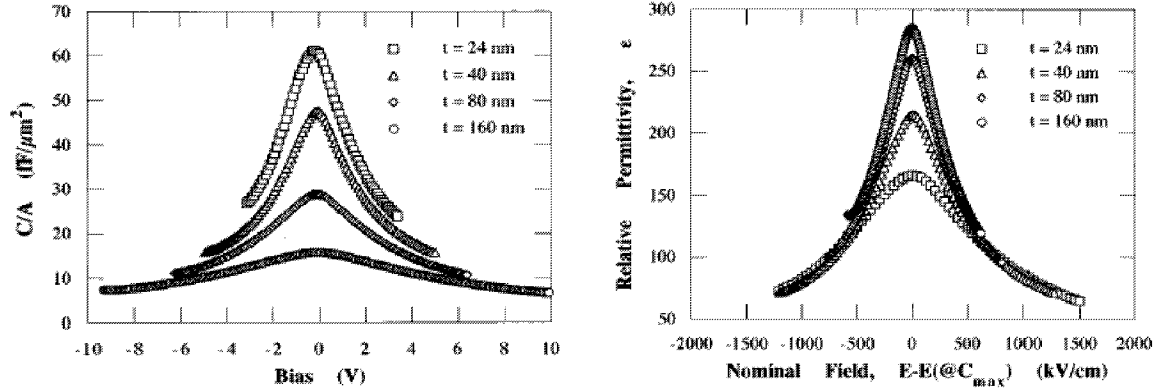 C/A (fF/μm²)
70
60
50
40
30
20
10
0
t = 24 nm
t = 40 nm
t = 80 nm
t = 160 nm
-10 -8 -6 -4 -2 0 2 4 6 8 10
Bias (V)
Relative Permittivity, ε
300
250
200
150
100
50
t = 24 nm
t = 40 nm
t = 80 nm
t = 160 nm
-2000 -1500 -1000 -500 0 500 1000 1500 2000
Nominal Field, E-E(@Cmax) (kV/cm)